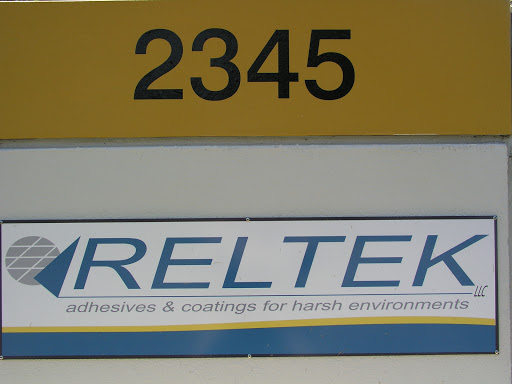 2345
RELTEK LLC
adhesives & coatings for harsh environments